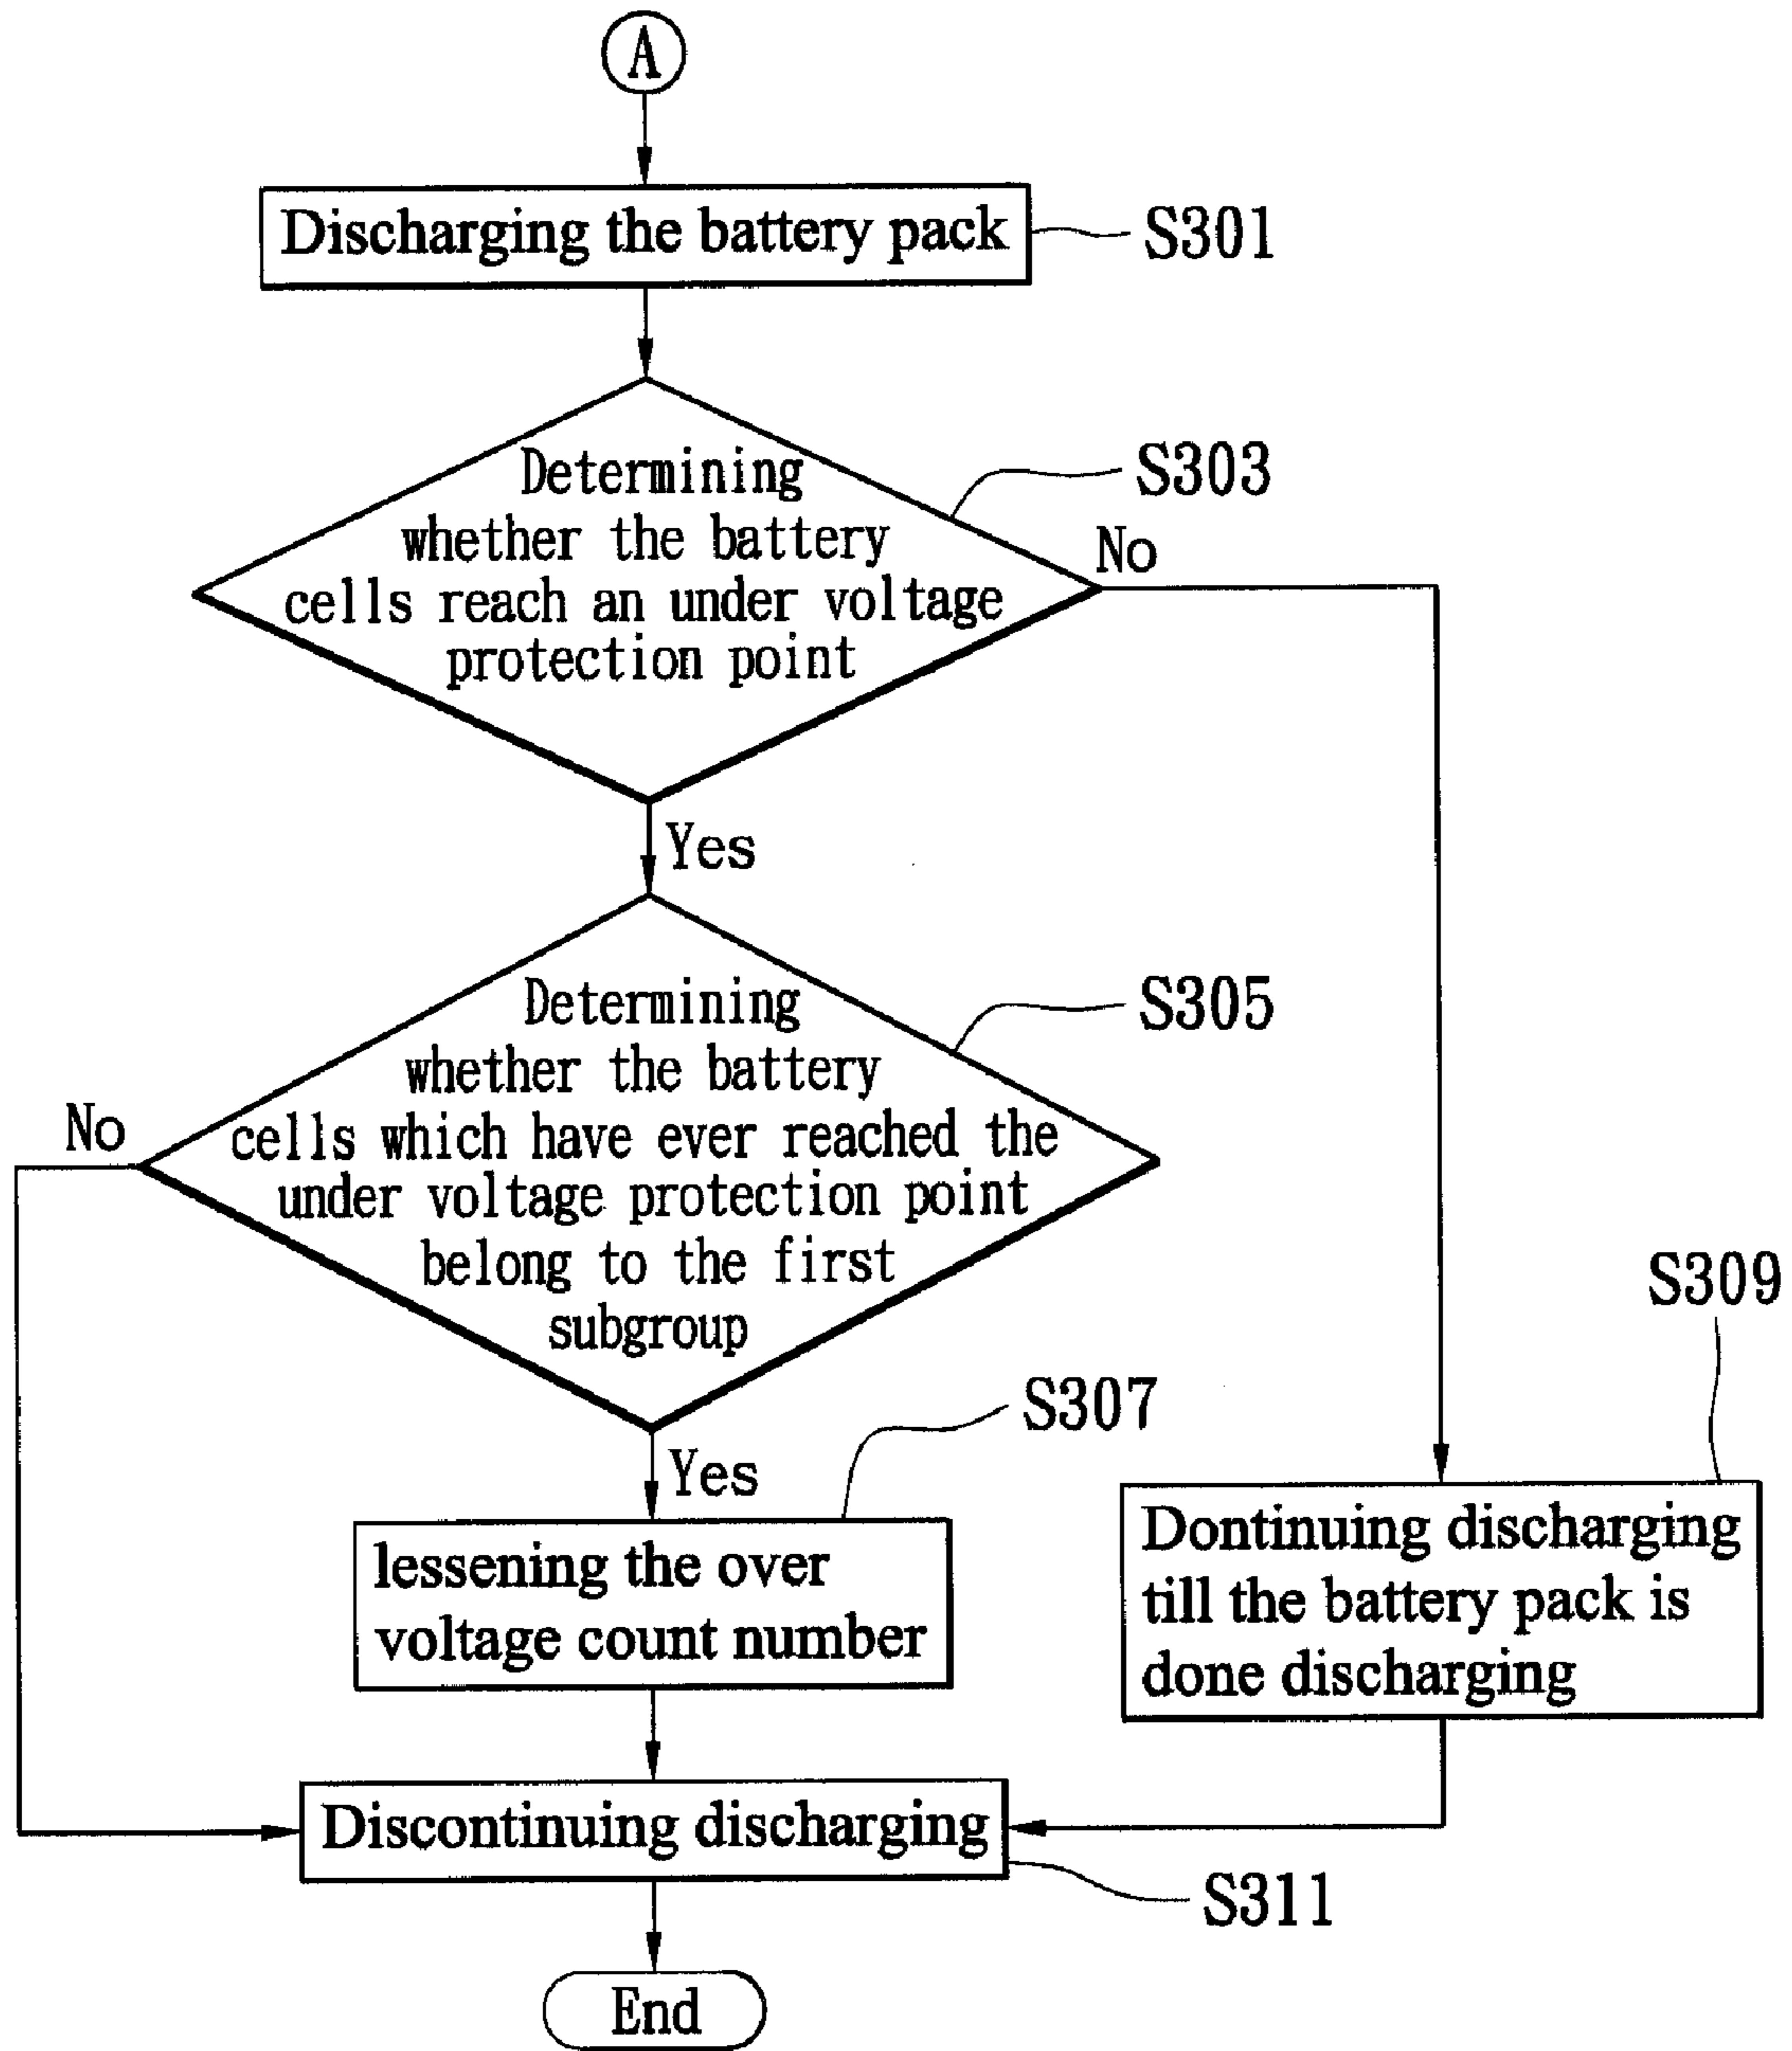 A
Discharging the battery pack
S301
Determining
whether the battery
cells reach an under voltage
protection point
S303
No
Yes
Determining
whether the battery
cells which have ever reached the
under voltage protection point
belong to the first
subgroup
S305
No
Yes
S307
lessening the over
voltage count number
S309
Dontinuing discharging
till the battery pack is
done discharging
Discontinuing discharging
S311
End